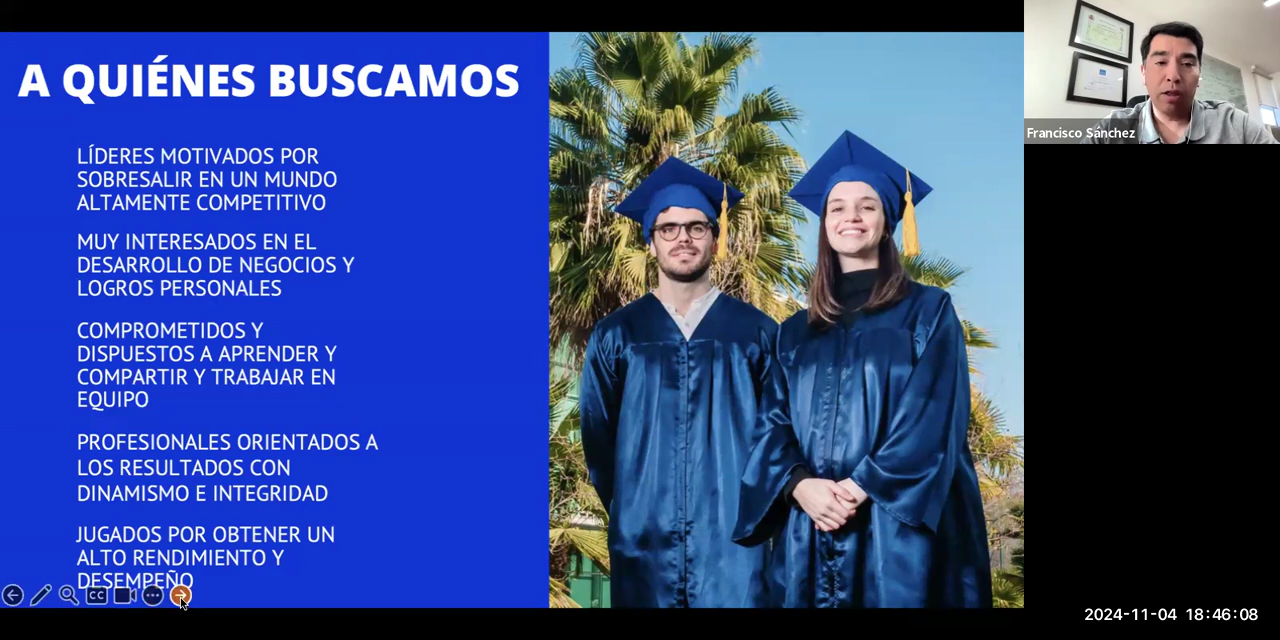 A QUIÉNES BUSCAMOS
LÍDERES MOTIVADOS POR
SOBRESALIR EN UN MUNDO
ALTAMENTE COMPETITIVO
MUY INTERESADOS EN EL
DESARROLLO DE NEGOCIOS Y
LOGROS PERSONALES
COMPROMETIDOS Y
DISPUESTOS A APRENDER Y
COMPARTIR Y TRABAJAR EN
EQUIPO
PROFESIONALES ORIENTADOS A
LOS RESULTADOS CON
DINAMISMO E INTEGRIDAD
JUGADOS POR OBTENER UN
ALTO RENDIMIENTO Y
DESEMPEÑO
CC
Francisco Sánchez
2024-11-04 18:46:08